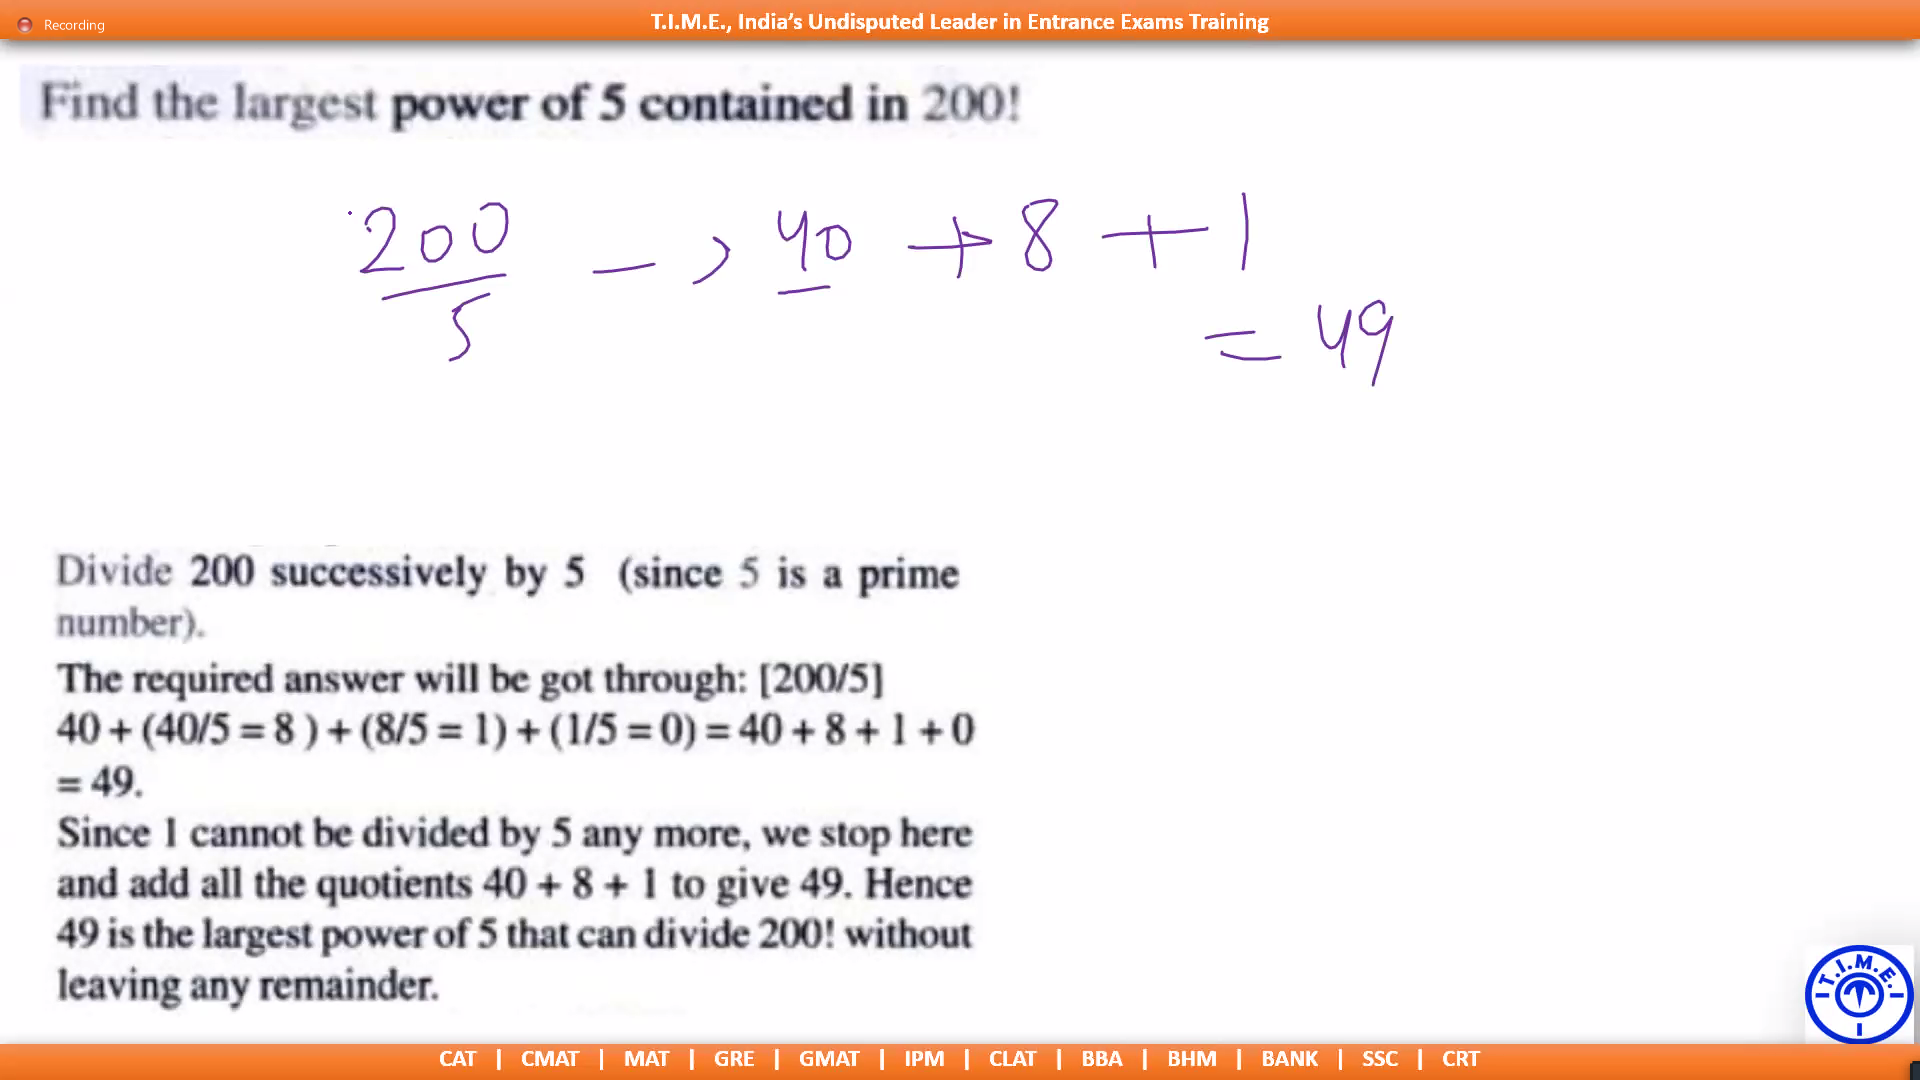 Recording
T.I.M.E., India's Undisputed Leader in Entrance Exams Training
Find the largest power of 5 contained in 200!
200 — > 40 + 8 + 1
5
= 49
Divide 200 successively by 5 (since 5 is a prime
number).
The required answer will be got through: [200/5]
40 + (40/5 = 8 ) + (8/5 = 1) + (1/5 = 0) = 40 + 8 + 1 + 0
= 49.
Since 1 cannot be divided by 5 any more, we stop here
and add all the quotients 40 + 8 + 1 to give 49. Hence
49 is the largest power of 5 that can divide 200! without
leaving any remainder.
T.I.M.E.
CAT | CMAT | MAT | GRE | GMAT | IPM | CLAT | BBA | BHM | BANK | SSC | CRT